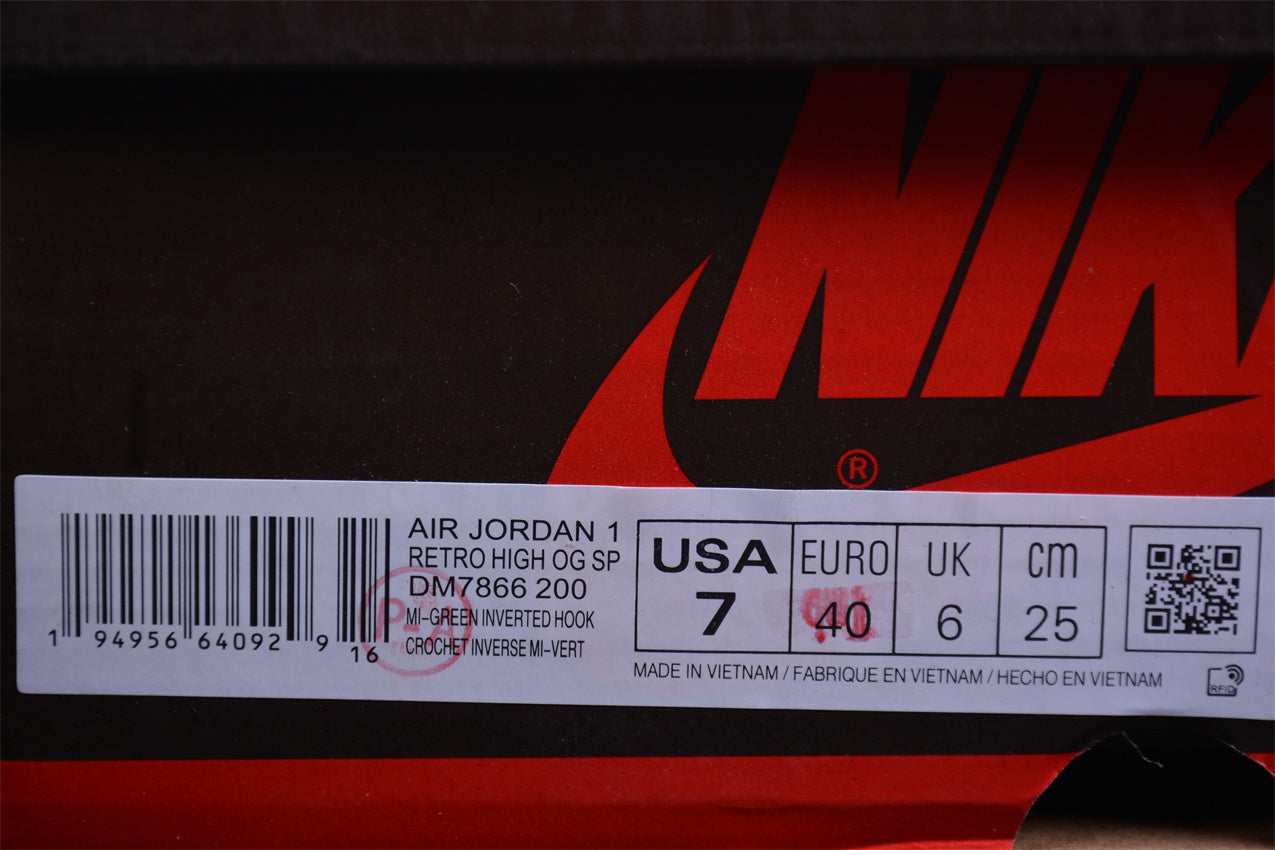 NIK
®
AIR JORDAN 1
RETRO HIGH OG SP
DM7866 200
MI-GREEN INVERTED HOOK
CROCHET INVERSE MI-VERT
1 94956 64092 9 16
USA EURO UK cm
7 40 6 25
MADE IN VIETNAM / FABRIQUE EN VIETNAM / HECHO EN VIETNAM
RFID